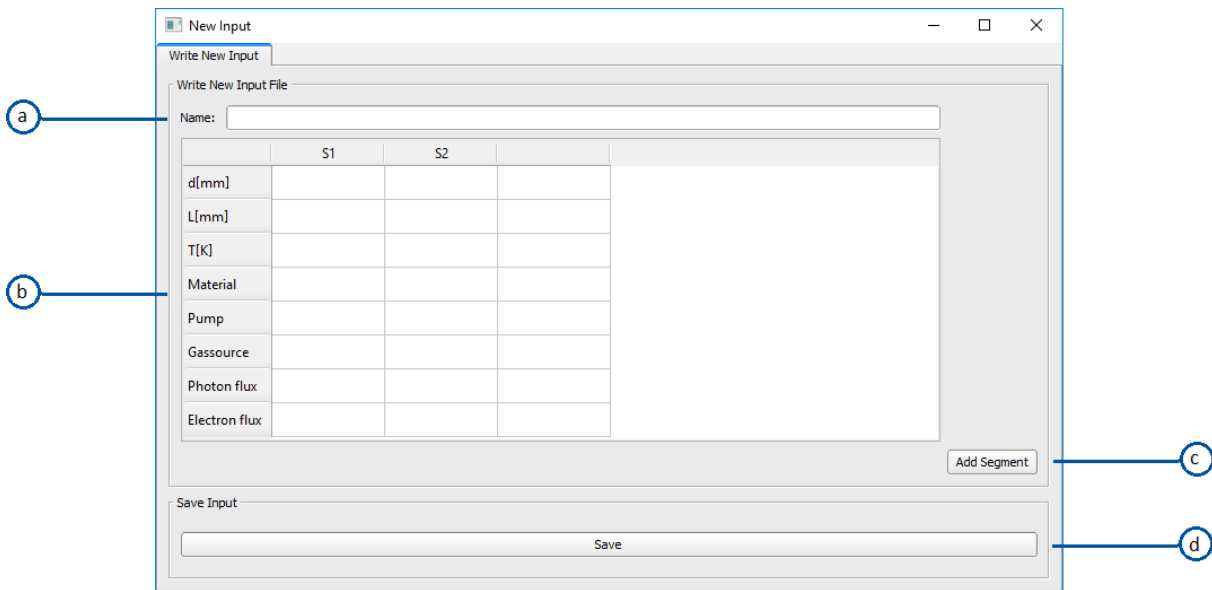 New Input
Write New Input
Write New Input File
a
Name:
S1 S2
d[mm]
L[mm]
T[K]
Material
b
Pump
Gassource
Photon flux
Electron flux
Add Segment
c
Save Input
Save
d